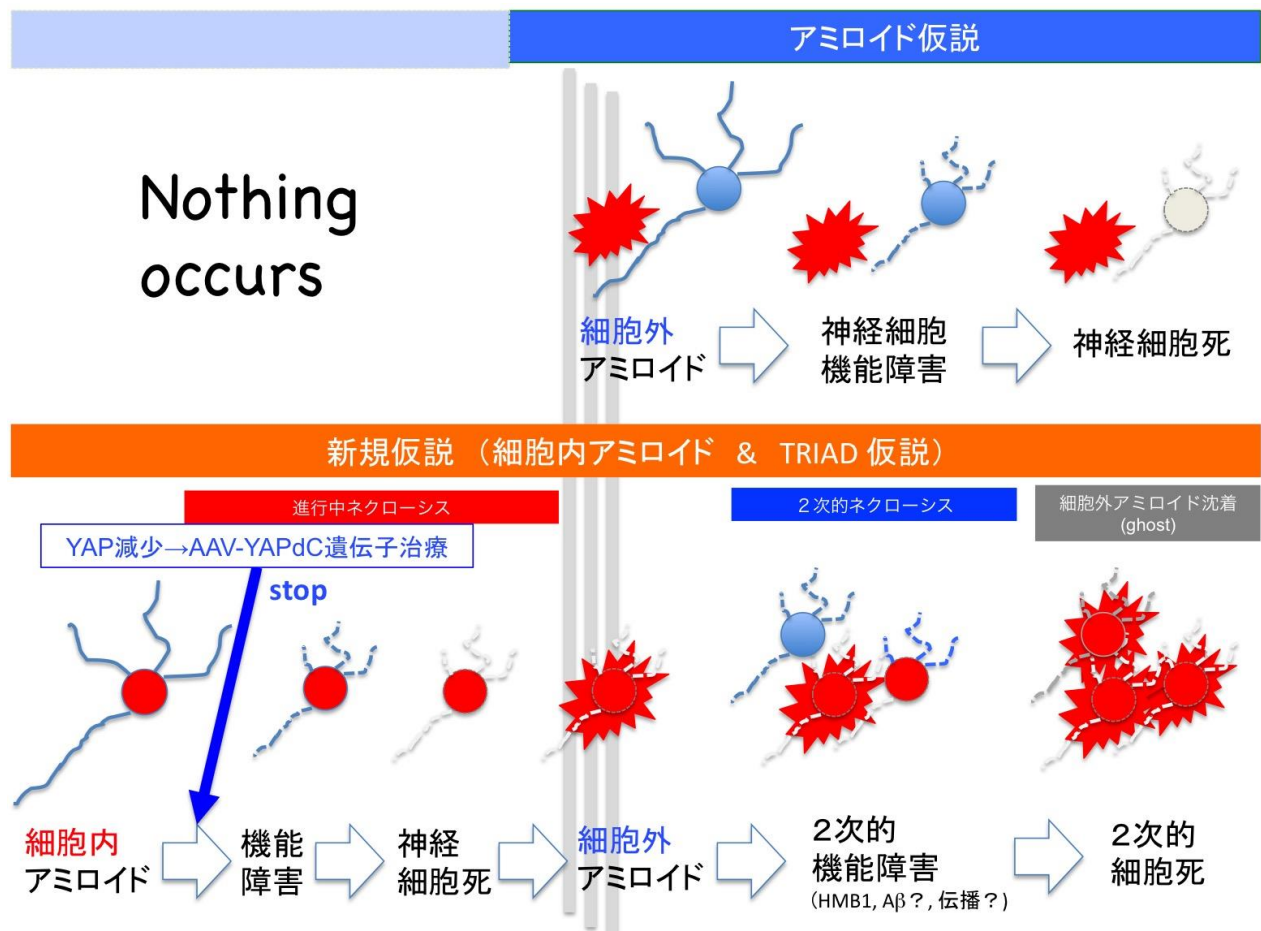 アミロイド仮説
Nothing
occurs
細胞外
アミロイド
神経細胞
機能障害
神経細胞死
新規仮説 （細胞内アミロイド & TRIAD 仮説）
進行中ネクローシス
２次的ネクローシス
細胞外アミロイド沈着
(ghost)
YAP減少→AAV-YAPdC遺伝子治療
stop
細胞内
アミロイド
機能
障害
神経
細胞死
細胞外
アミロイド
２次的
機能障害
(HMB1, Aβ？, 伝播？)
２次的
細胞死